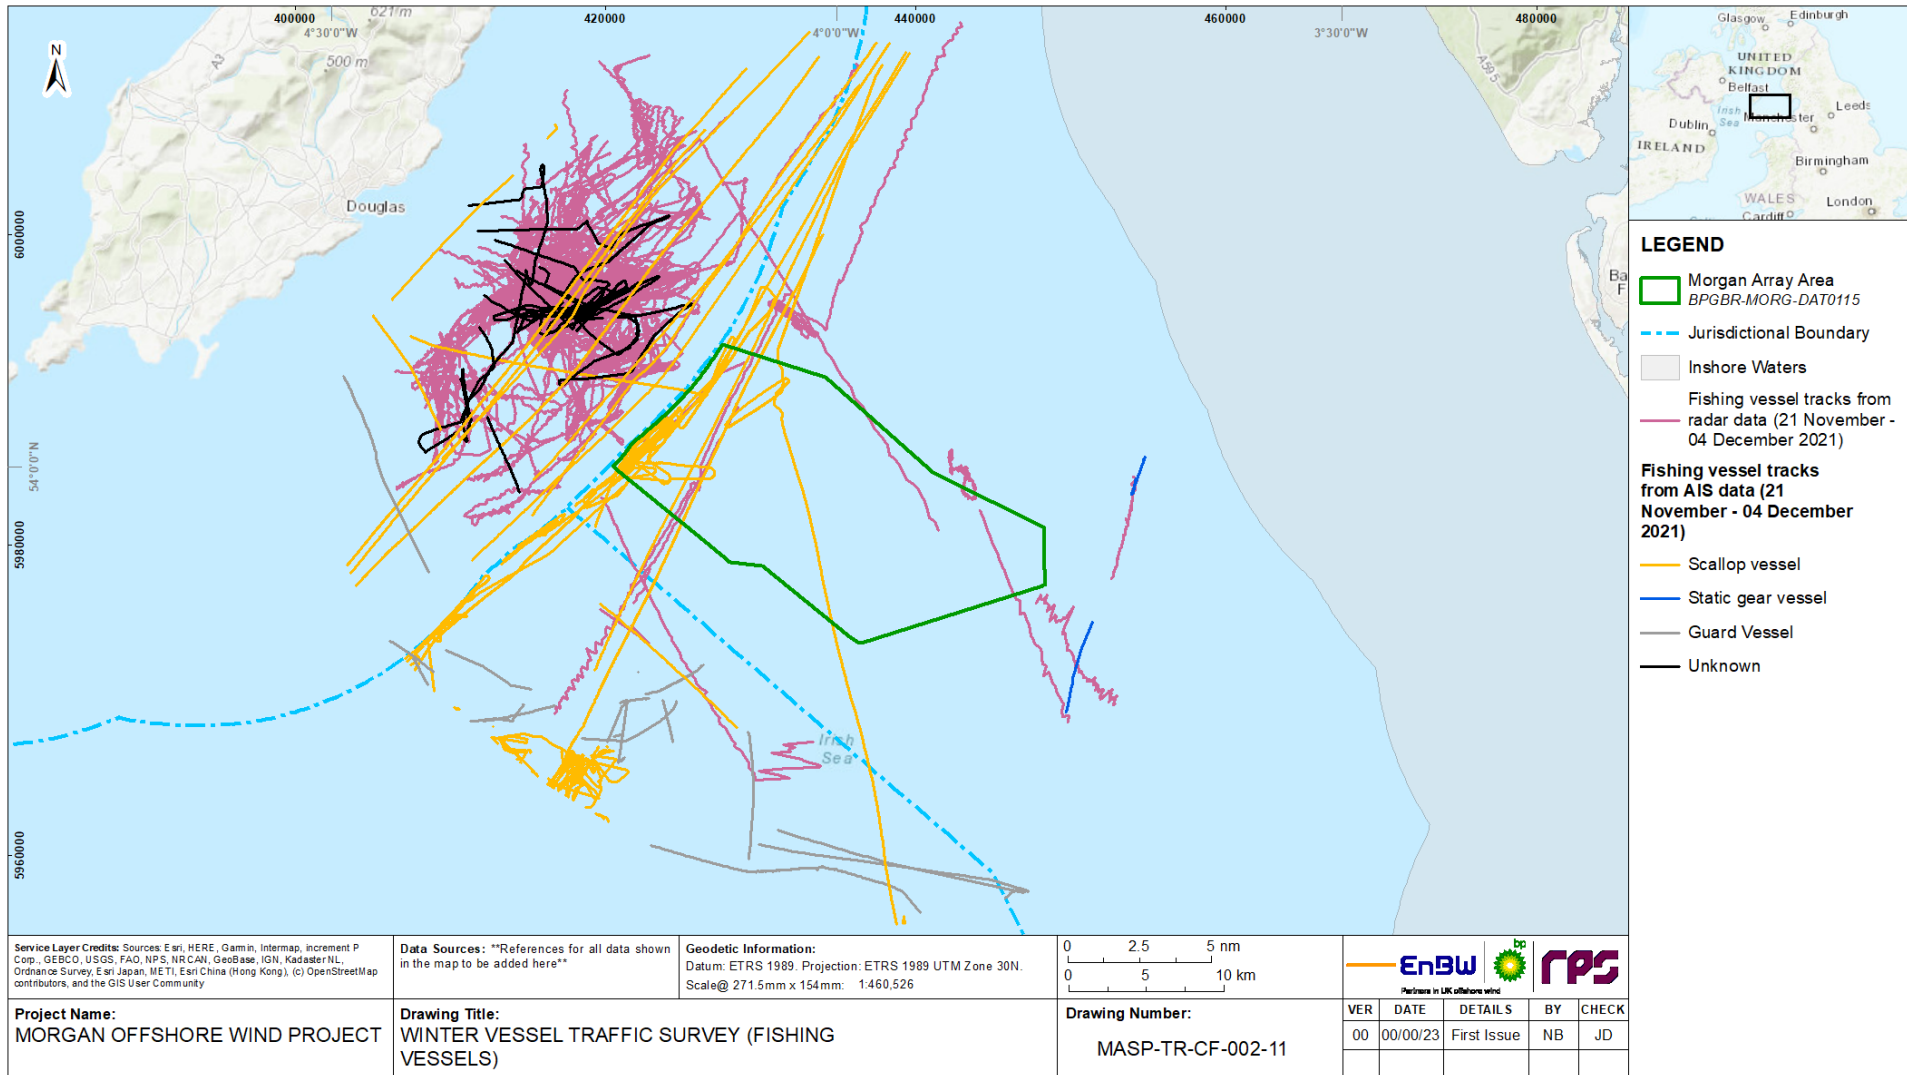 400000
420000
440000
460000
480000
4°30'0"W
4°0'0"W
3°30'0"W
N
621 m
500 m
A3
A595
Douglas
6000000
54°0'0"N
5980000
5960000
Irish
Sea
Ba
F
Glasgow
Edinburgh
UNITED
KINGDOM
Belfast
Irish
Sea
Leeds
Manchester
Dublin
IRELAND
Birmingham
WALES
London
Cardiff
LEGEND
Morgan Array Area
BPGBR-MORG-DAT0115
Jurisdictional Boundary
Inshore Waters
Fishing vessel tracks from
radar data (21 November -
04 December 2021)
Fishing vessel tracks
from AIS data (21
November - 04 December
2021)
Scallop vessel
Static gear vessel
Guard Vessel
Unknown
Service Layer Credits: Sources: Esri, HERE, Garmin, Intermap, increment P
Corp., GEBCO, USGS, FAO, NPS, NRCAN, GeoBase, IGN, Kadaster NL,
Ordnance Survey, Esri Japan, METI, Esri China (Hong Kong), (c) OpenStreetMap
contributors, and the GIS User Community
Data Sources: **References for all data shown
in the map to be added here**
Geodetic Information:
Datum: ETRS 1989. Projection: ETRS 1989 UTM Zone 30N.
Scale@ 271.5mm x 154mm: 1:460,526
0 2.5 5 nm
0 5 10 km
EnBW
bp
rps
Partners in UK offshore wind
Project Name:
MORGAN OFFSHORE WIND PROJECT
Drawing Title:
WINTER VESSEL TRAFFIC SURVEY (FISHING
VESSELS)
Drawing Number:
MASP-TR-CF-002-11
VER DATE DETAILS BY CHECK
00 00/00/23 First Issue NB JD